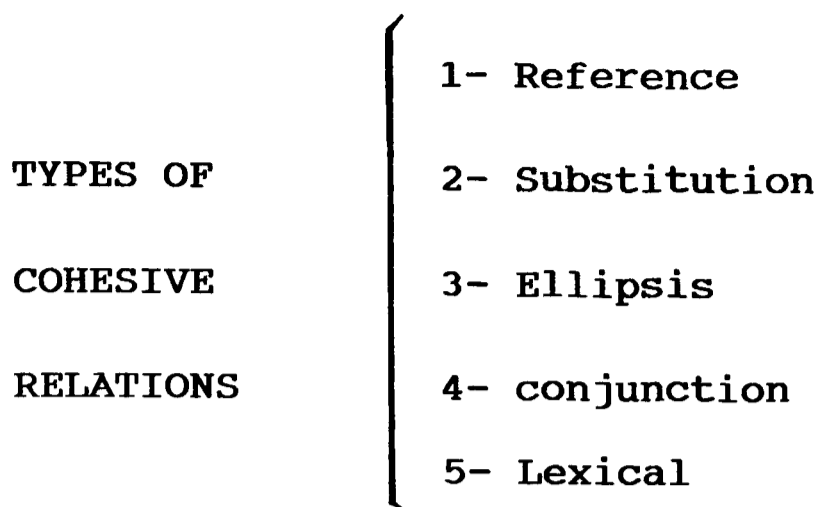 TYPES OF
COHESIVE
RELATIONS
1- Reference
2- Substitution
3- Ellipsis
4- conjunction
5- Lexical